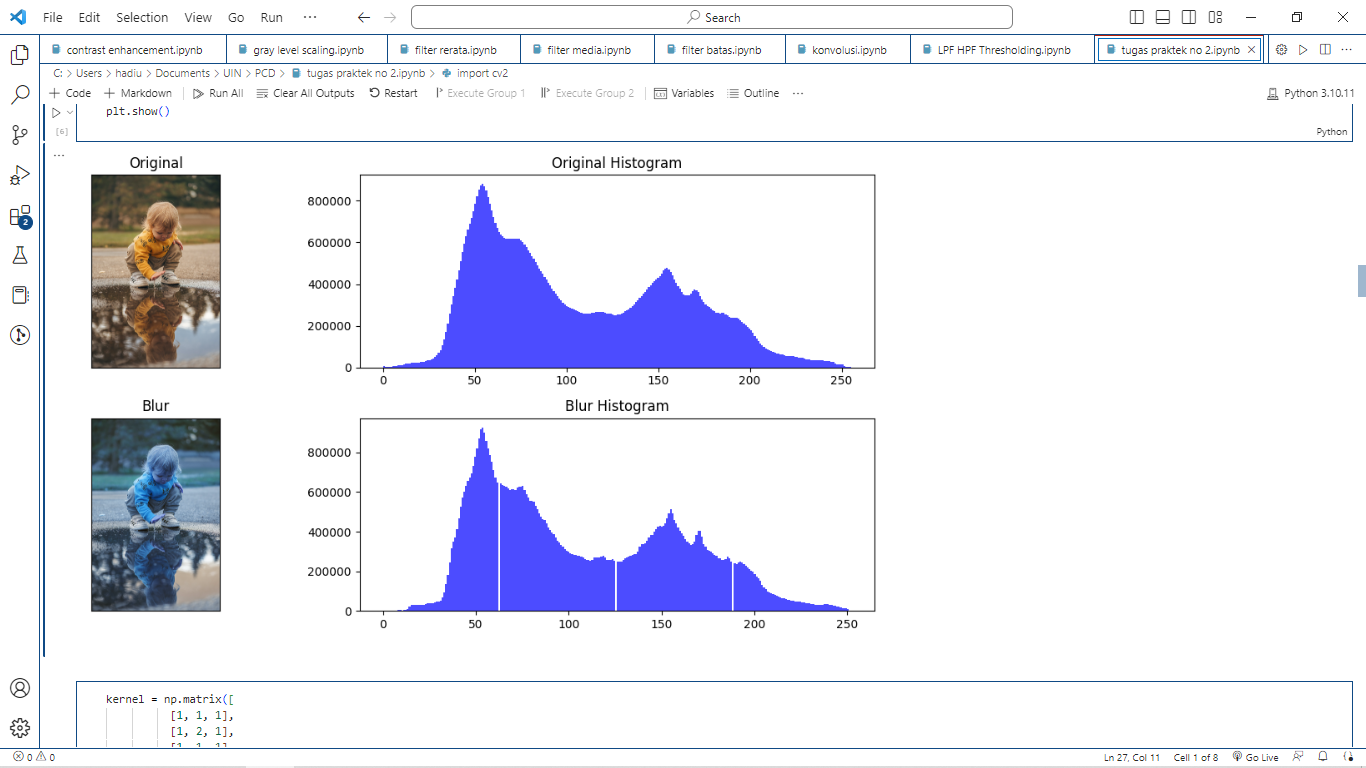 File Edit Selection View Go Run ··· Search
contrast enhancement.ipynb gray level scaling.ipynb filter rerata.ipynb filter media.ipynb filter batas.ipynb konvolusi.ipynb LPF HPF Thresholding.ipynb tugas praktek no 2.ipynb
C: > Users > hadiu > Documents > UIN > PCD > tugas praktek no 2.ipynb > import cv2
+ Code + Markdown Run All Clear All Outputs Restart Execute Group 1 Execute Group 2 Variables Outline ··· Python 3.10.11
plt.show()
[6] Python
Original Original Histogram
800000
600000
400000
200000
0
0 50 100 150 200 250
Blur Blur Histogram
800000
600000
400000
200000
0
0 50 100 150 200 250
2
kernel = np.matrix([
[1, 1, 1],
[1, 2, 1],
[1, 1, 1]
0 0 Ln 27, Col 11 Cell 1 of 8 Go Live